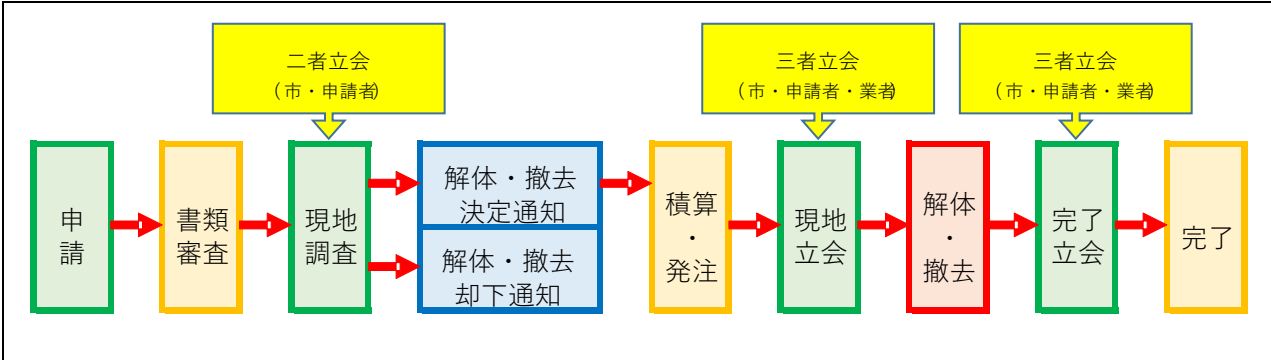 二者立会
（市・申請者）
三者立会
（市・申請者・業者）
三者立会
（市・申請者・業者）
申請
書類
審査
現地
調査
解体・撤去
決定通知
解体・撤去
却下通知
積算
・
発注
現地
立会
解体
・
撤去
完了
立会
完了